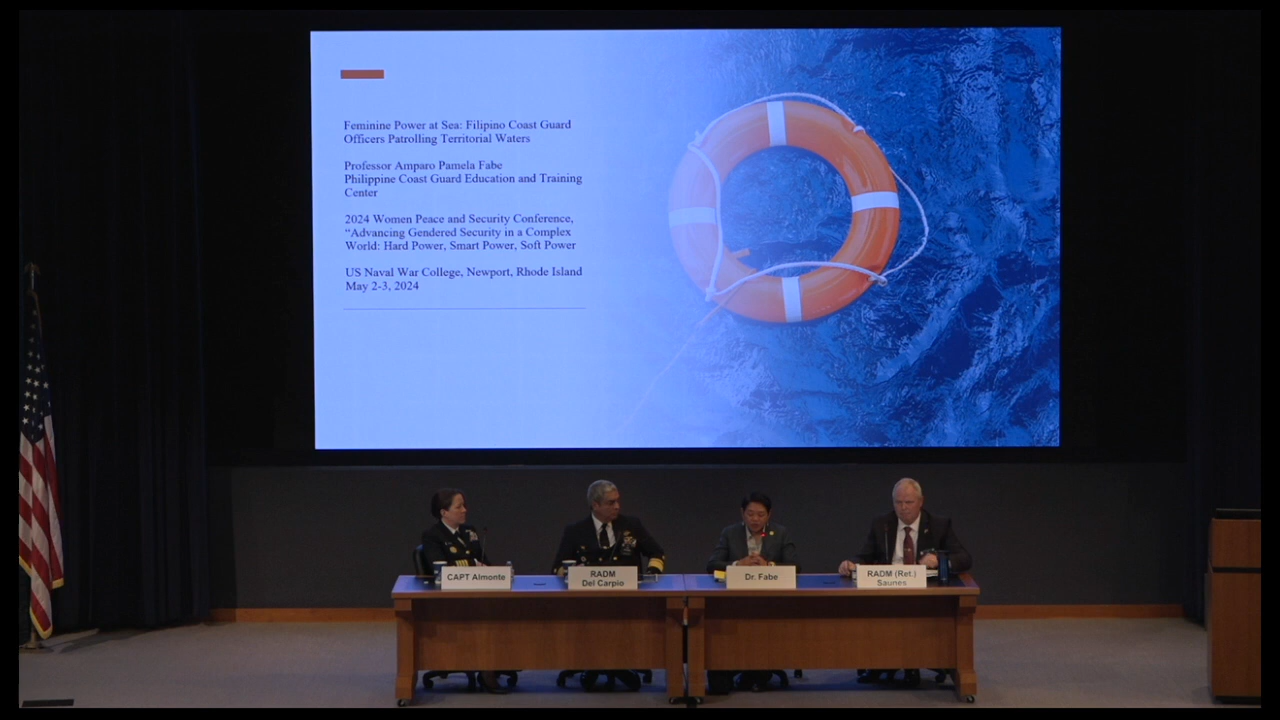 Feminine Power at Sea: Filipino Coast Guard
Officers Patrolling Territorial Waters
Professor Amparo Pamela Fabe
Philippine Coast Guard Education and Training
Center
2024 Women Peace and Security Conference,
“Advancing Gendered Security in a Complex
World: Hard Power, Smart Power, Soft Power
US Naval War College, Newport, Rhode Island
May 2-3, 2024
CAPT Almonte
RADM
Del Carpio
Dr. Fabe
RADM (Ret.)
Saunes